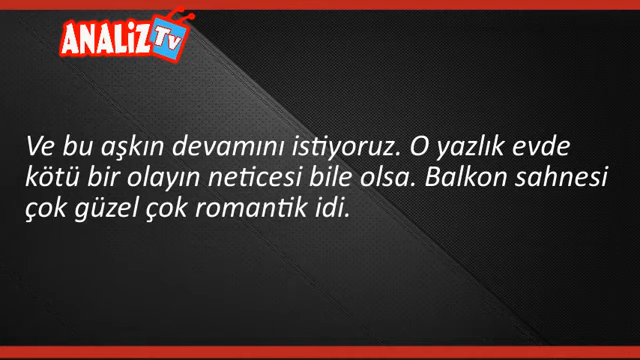 ANALİZ TV
Ve bu aşkın devamını istiyoruz. O yazlık evde
kötü bir olayın neticesi bile olsa. Balkon sahnesi
çok güzel çok romantik idi.